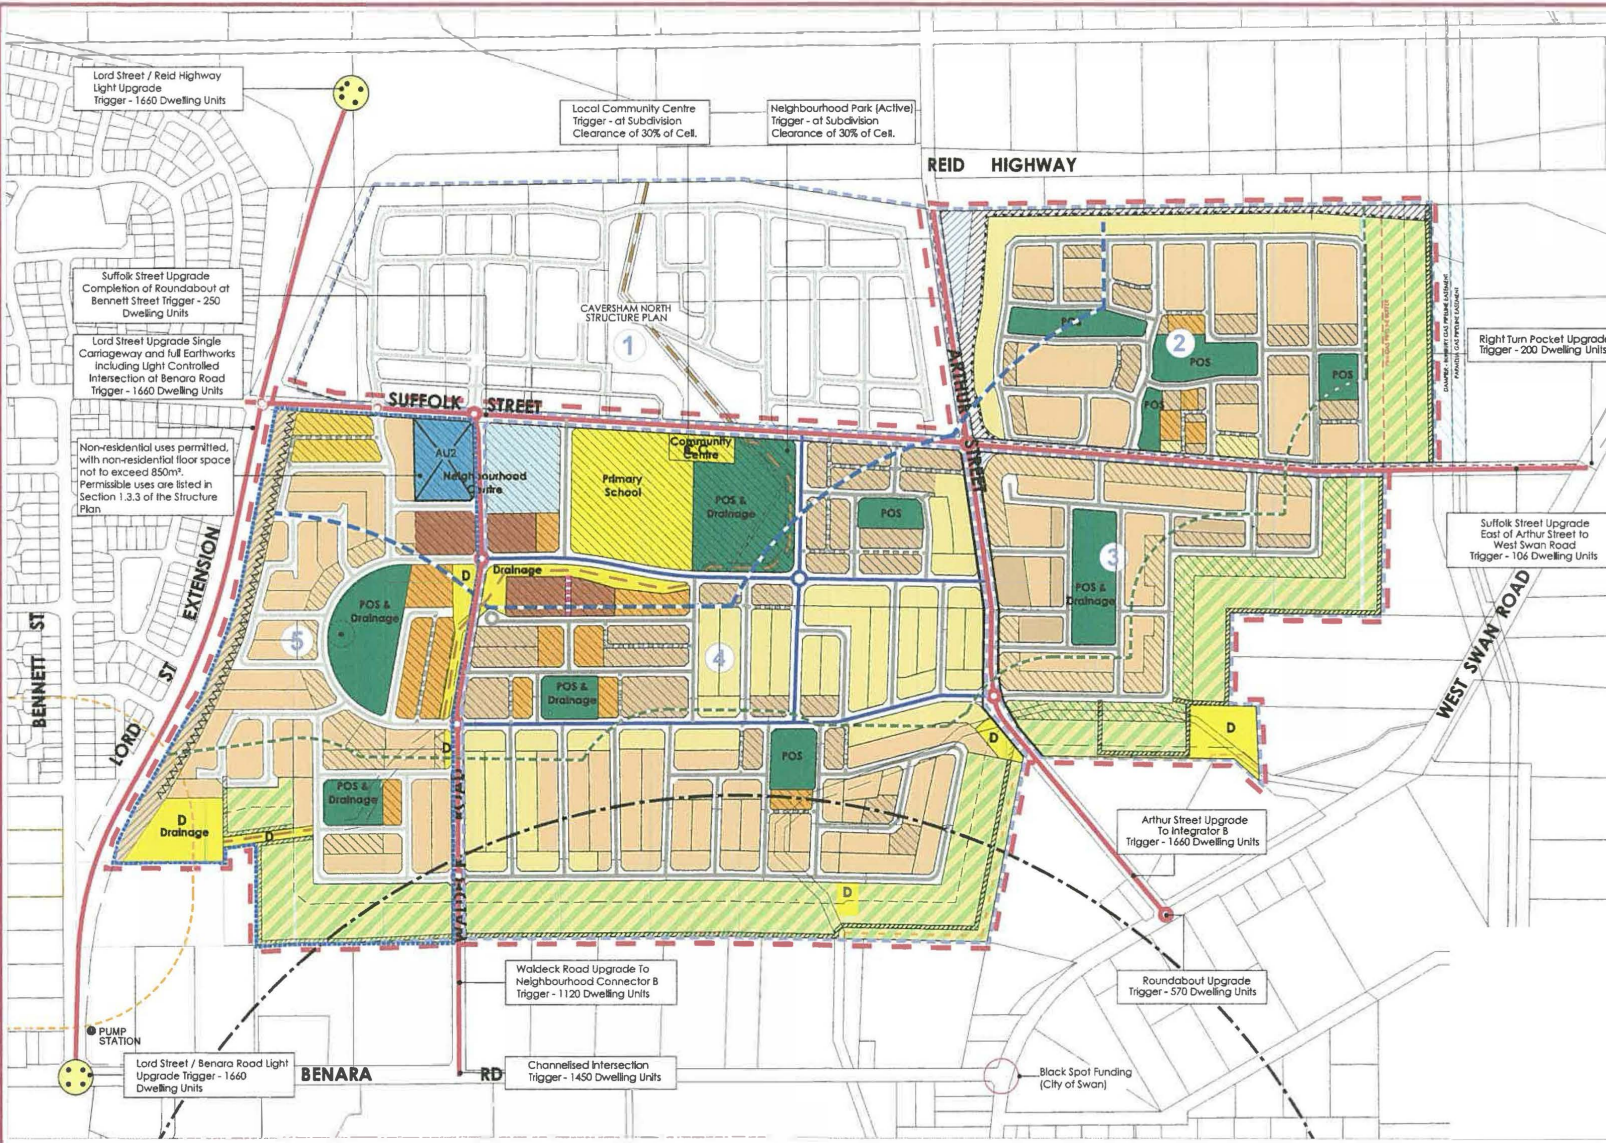 Lord Street / Reid Highway
Light Upgrade
Trigger - 1660 Dwelling Units
Local Community Centre
Trigger - at Subdivision
Clearance of 30% of Cell.
Neighbourhood Park (Active)
Trigger - at Subdivision
Clearance of 30% of Cell.
REID HIGHWAY
Suffolk Street Upgrade
Completion of Roundabout at
Bennett Street Trigger - 250
Dwelling Units
CAVERSHAM NORTH
STRUCTURE PLAN
1
Lord Street Upgrade Single
Carriageway and full Earthworks
including Light Controlled
Intersection at Benara Road
Trigger - 1660 Dwelling Units
Right Turn Pocket Upgrade
Trigger - 200 Dwelling Units
POS
2
POS
POS
POS
ARTHUR STREET
SUFFOLK STREET
Non-residential uses permitted,
with non-residential floor space
not to exceed 850m².
Permissible uses are listed in
Section 1.3.3 of the Structure
Plan
AU2
Neighbourhood
Centre
Primary
School
Community
Centre
POS &
Drainage
POS
Suffolk Street Upgrade
East of Arthur Street to
West Swan Road
Trigger - 106 Dwelling Units
3
POS &
Drainage
D
Drainage
POS &
Drainage
5
4
POS &
Drainage
BENNETT ST
LORD ST EXTENSION
WEST SWAN ROAD
D
D
D
POS
POS &
Drainage
D
Drainage
D
D
WALDECK ROAD
Arthur Street Upgrade
To Integrator B
Trigger - 1660 Dwelling Units
Waldeck Road Upgrade To
Neighbourhood Connector B
Trigger - 1120 Dwelling Units
Roundabout Upgrade
Trigger - 570 Dwelling Units
PUMP
STATION
Lord Street / Benara Road Light
Upgrade Trigger - 1660
Dwelling Units
BENARA RD
Channelised Intersection
Trigger - 1450 Dwelling Units
Black Spot Funding
(City of Swan)